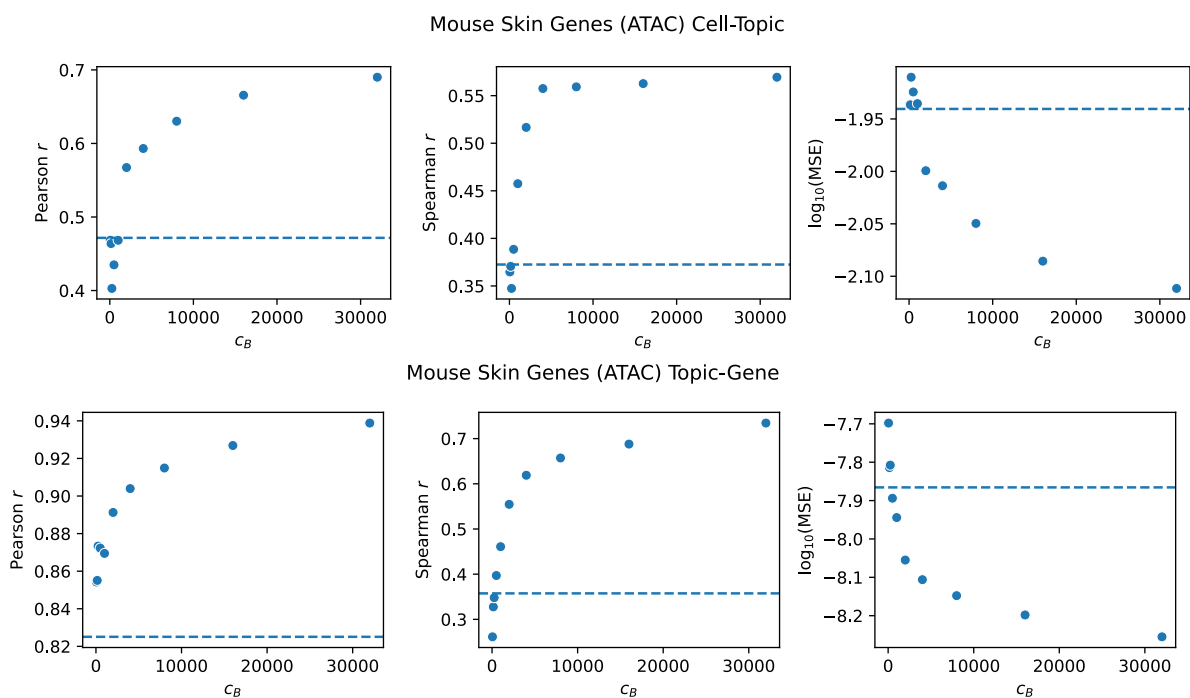 Mouse Skin Genes (ATAC) Cell-Topic
0.7
0.6
0.5
0.4
Pearson r
0 10000 20000 30000
c_B
0.55
0.50
0.45
0.40
0.35
Spearman r
0 10000 20000 30000
c_B
−1.95
−2.00
−2.05
−2.10
log₁₀(MSE)
0 10000 20000 30000
c_B
Mouse Skin Genes (ATAC) Topic-Gene
0.94
0.92
0.90
0.88
0.86
0.84
0.82
Pearson r
0 10000 20000 30000
c_B
0.7
0.6
0.5
0.4
0.3
Spearman r
0 10000 20000 30000
c_B
−7.7
−7.8
−7.9
−8.0
−8.1
−8.2
log₁₀(MSE)
0 10000 20000 30000
c_B